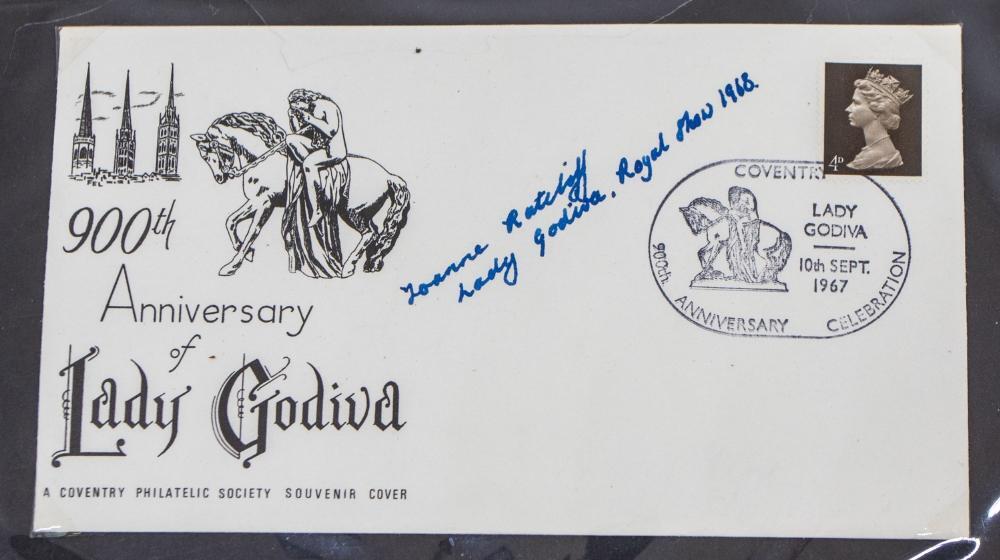 900th
Anniversary
of
Lady Godiva
A COVENTRY PHILATELIC SOCIETY SOUVENIR COVER
Joanne Ratcliff
Lady Godiva, Royal Show 1968.
4D
COVENTRY
LADY
GODIVA
10th SEPT.
1967
900th ANNIVERSARY CELEBRATION